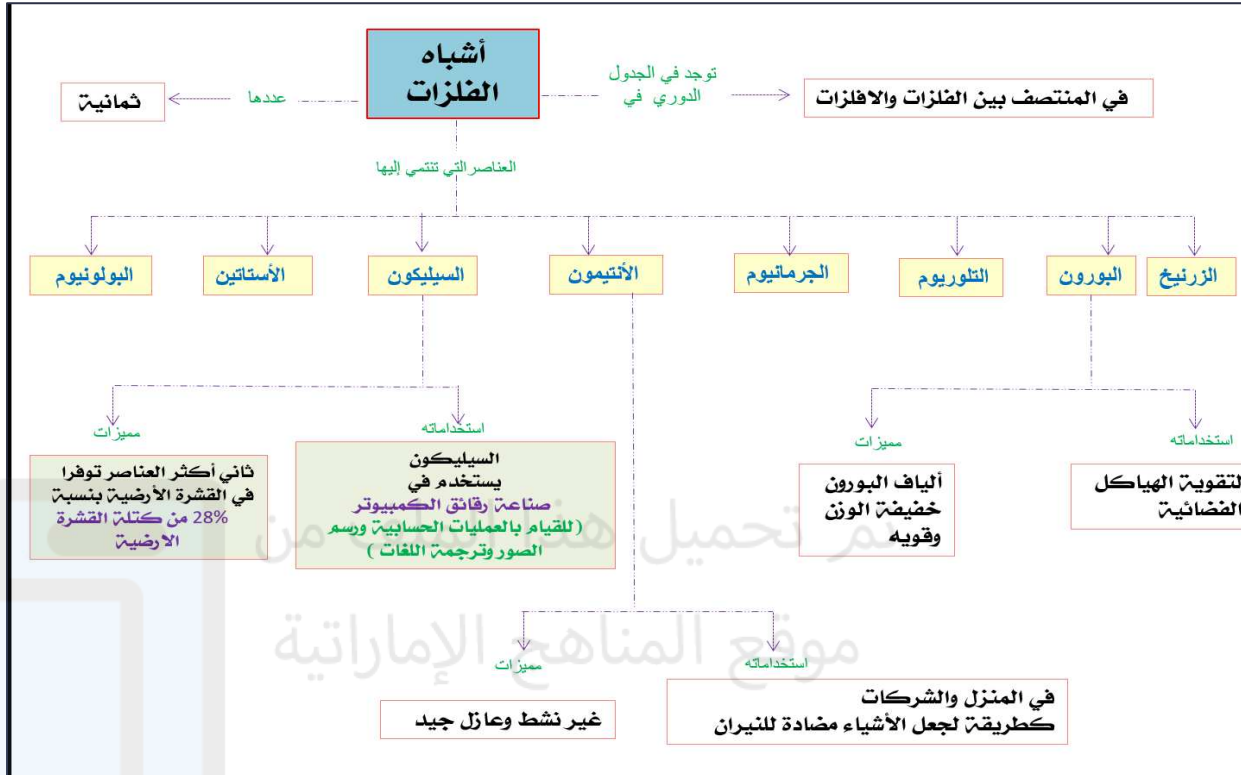 أشباه
الفلزات
توجد في الجدول
الدوري في
في المنتصف بين الفلزات والافلزات
عددها
ثمانية
العناصر التي تنتمي إليها
الزرنيخ
البورون
التلوريوم
الجرمانيوم
الأنتيمون
السيليكون
الأستاتين
البولونيوم
استخداماته
لتقوية الهياكل
الفضائية
مميزات
ألياف البورون
خفيفة الوزن
وقويه
استخداماته
السيليكون
يستخدم في
صناعة رقائق الكمبيوتر
( للقيام بالعمليات الحسابية ورسم
الصور وترجمة اللغات )
مميزات
ثاني أكثر العناصر توفرا
في القشرة الأرضية بنسبة
28% من كتلة القشرة
الارضية
استخداماته
في المنزل والشركات
كطريقة لجعل الأشياء مضادة للنيران
مميزات
غير نشط وعازل جيد
تم تحميل هذا الملف من
موقع المناهج الإماراتية